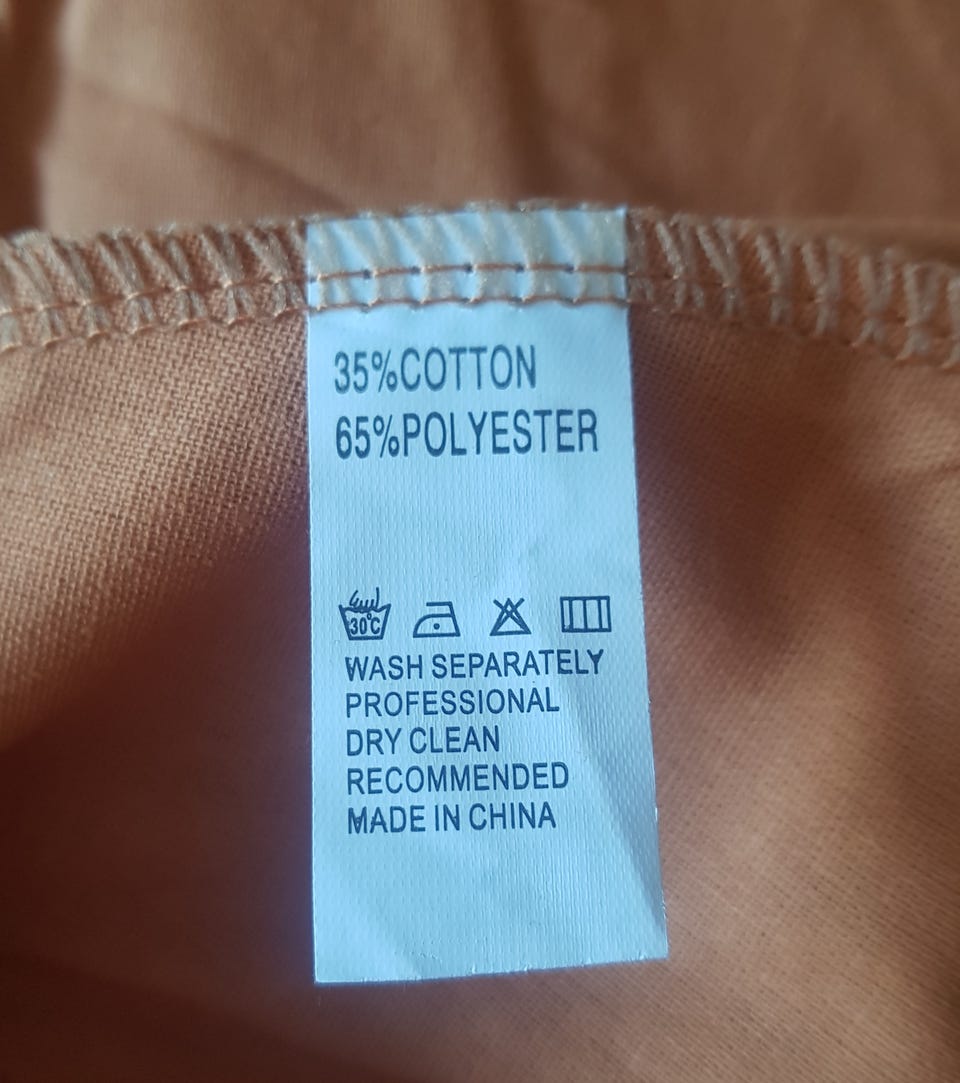 35%COTTON
65%POLYESTER
30°C
WASH SEPARATELY
PROFESSIONAL
DRY CLEAN
RECOMMENDED
MADE IN CHINA